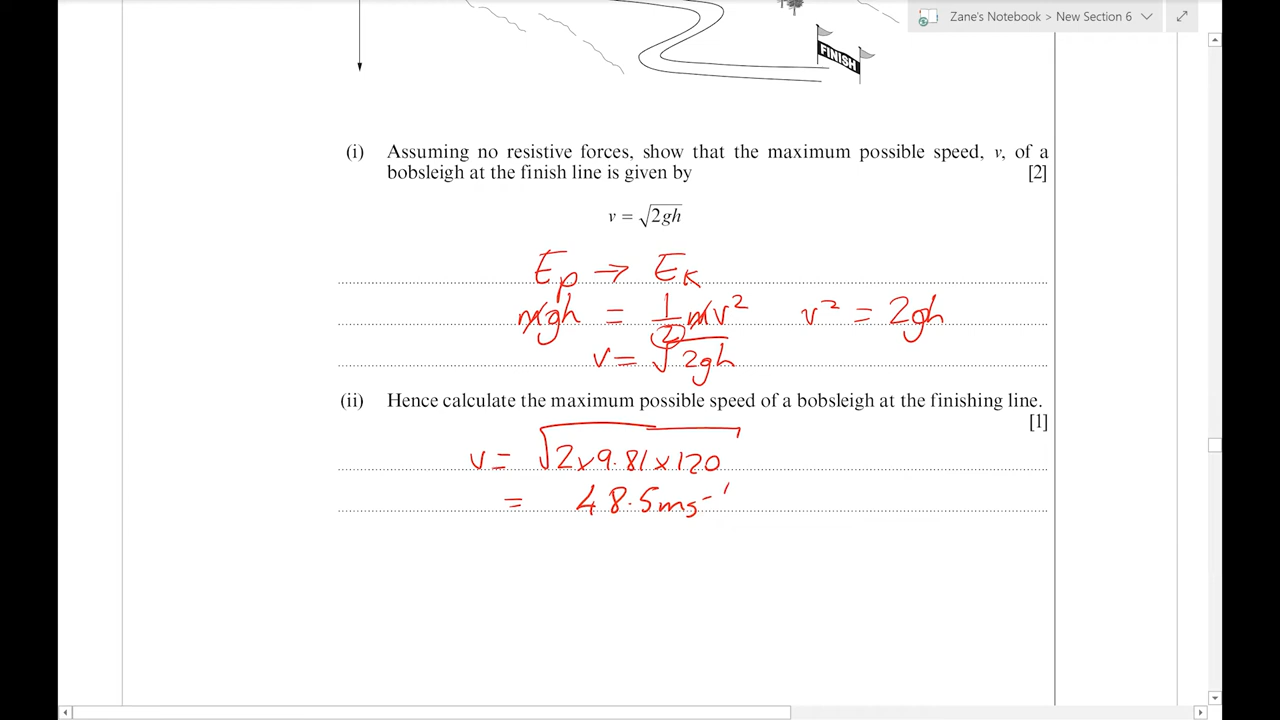 Zane's Notebook > New Section 6
FINISH
(i) Assuming no resistive forces, show that the maximum possible speed, v, of a
bobsleigh at the finish line is given by [2]
v = √2gh
Ep → EK
mgh = 1/2 mv² v² = 2gh
v = √2gh
(ii) Hence calculate the maximum possible speed of a bobsleigh at the finishing line.
[1]
v = √2×9.81×120
= 48.5ms⁻¹